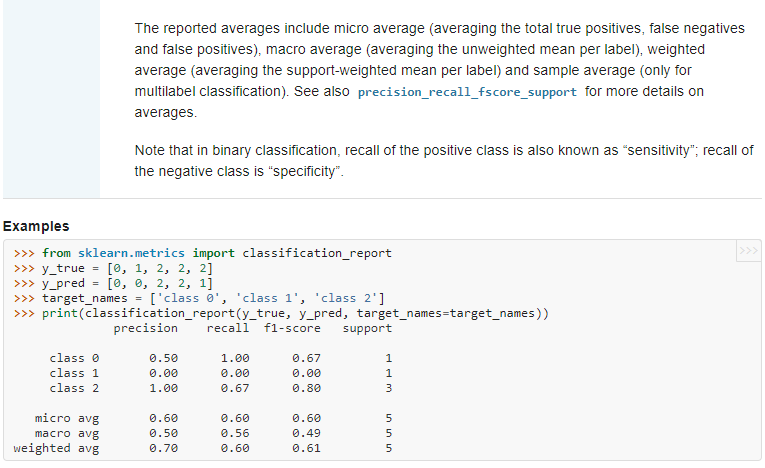 The reported averages include micro average (averaging the total true positives, false negatives
and false positives), macro average (averaging the unweighted mean per label), weighted
average (averaging the support-weighted mean per label) and sample average (only for
multilabel classification). See also precision_recall_fscore_support for more details on
averages.
Note that in binary classification, recall of the positive class is also known as “sensitivity”; recall of
the negative class is “specificity”.
Examples
>>>
>>> from sklearn.metrics import classification_report
>>> y_true = [0, 1, 2, 2, 2]
>>> y_pred = [0, 0, 2, 2, 1]
>>> target_names = ['class 0', 'class 1', 'class 2']
>>> print(classification_report(y_true, y_pred, target_names=target_names))
precision recall f1-score support
class 0 0.50 1.00 0.67 1
class 1 0.00 0.00 0.00 1
class 2 1.00 0.67 0.80 3
micro avg 0.60 0.60 0.60 5
macro avg 0.50 0.56 0.49 5
weighted avg 0.70 0.60 0.61 5